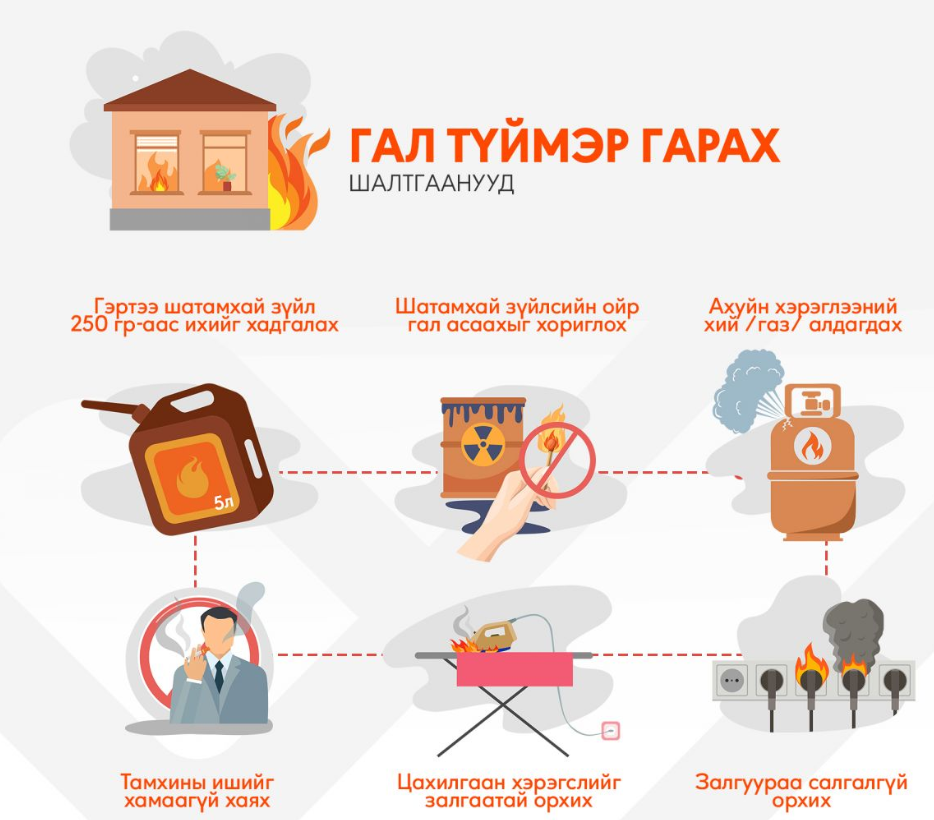 ГАЛ ТҮЙМЭР ГАРАХ
ШАЛТГААНУУД
Гэртээ шатамхай зүйл
250 гр-аас ихийг хадгалах
Шатамхай зүйлсийн ойр
гал асаахыг хориглох
Ахуйн хэрэглээний
хий /газ/ алдагдах
5л
Тамхины ишийг
хамаагүй хаях
Цахилгаан хэрэгслийг
залгаатай орхих
Залгуураа салгалгүй
орхих